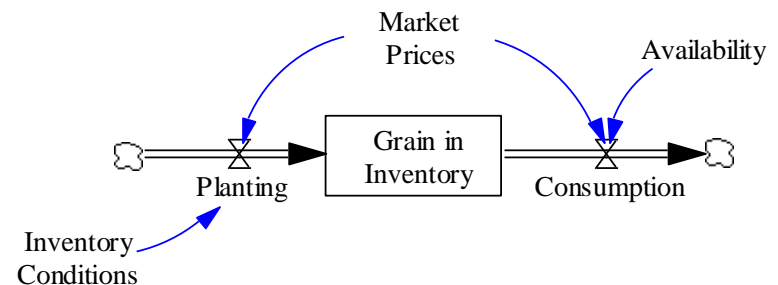 Market
Prices
Availability
Grain in
Inventory
Planting
Consumption
Inventory
Conditions